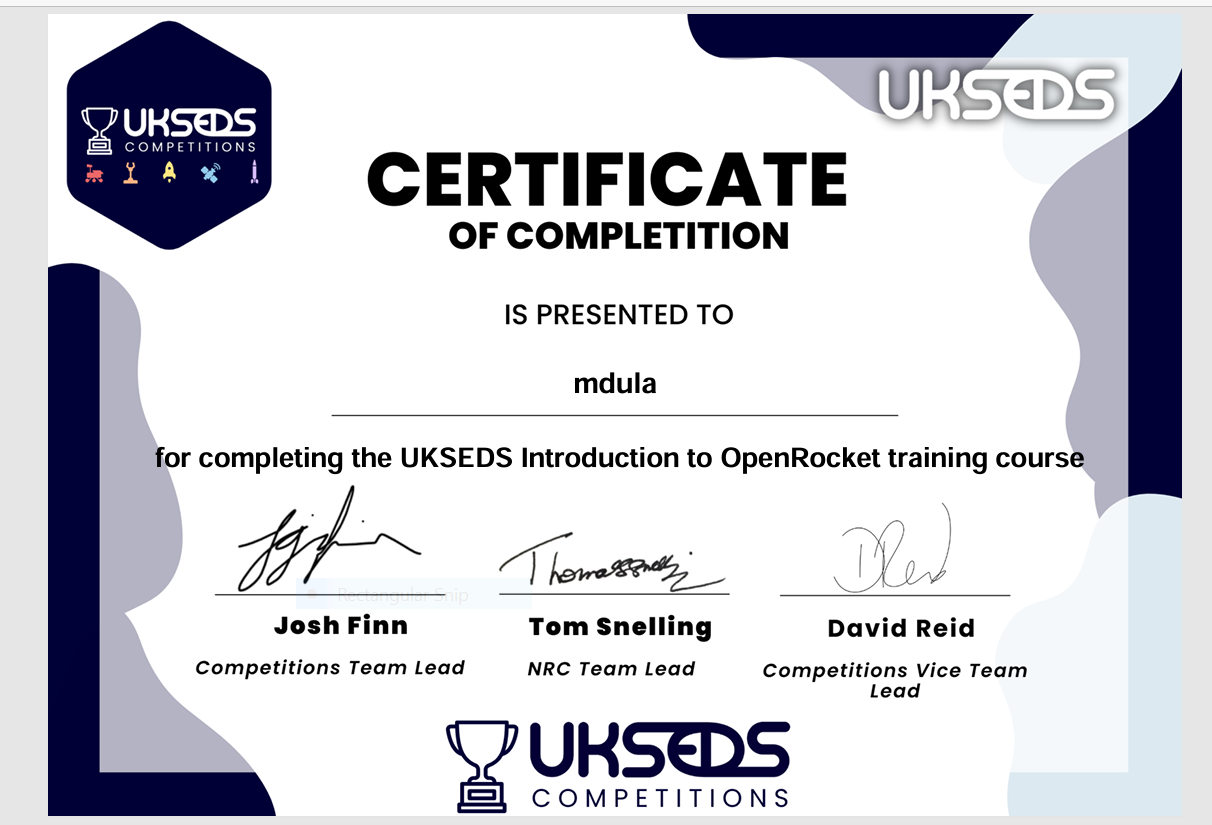 UKSEDS
COMPETITIONS
UKSEDS
CERTIFICATE
OF COMPLETITION
IS PRESENTED TO
mdula
for completing the UKSEDS Introduction to OpenRocket training course
Thomas Snelling
D Reid
Rectangular Snip
Josh Finn
Tom Snelling
David Reid
Competitions Team Lead
NRC Team Lead
Competitions Vice Team
Lead
UKSEDS
COMPETITIONS